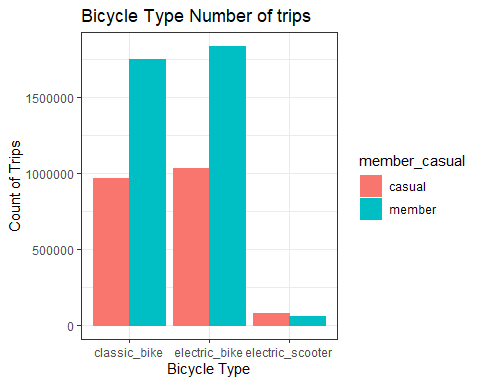 Bicycle Type Number of trips
Count of Trips
1500000
1000000
500000
0
classic_bike electric_bike electric_scooter
Bicycle Type
member_casual
casual
member